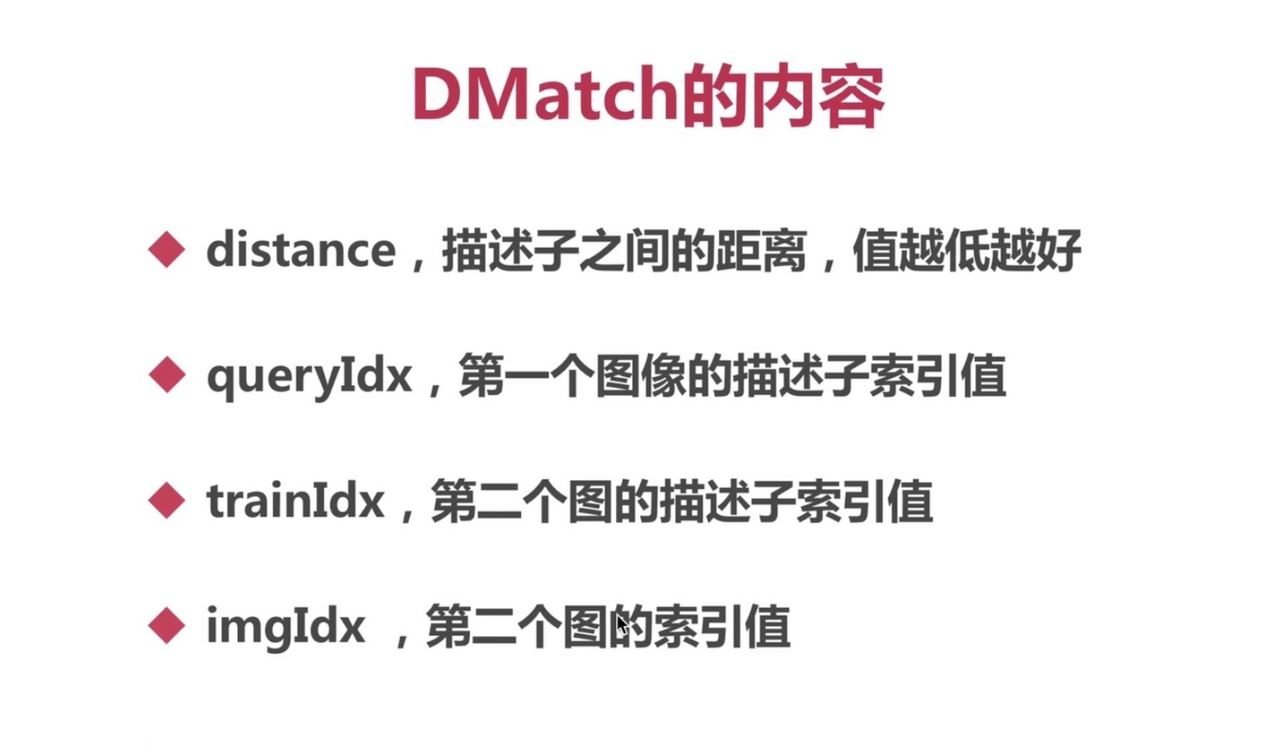 DMatch的内容
distance，描述子之间的距离，值越低越好
queryIdx，第一个图像的描述子索引值
trainIdx，第二个图的描述子索引值
imgIdx ，第二个图的索引值